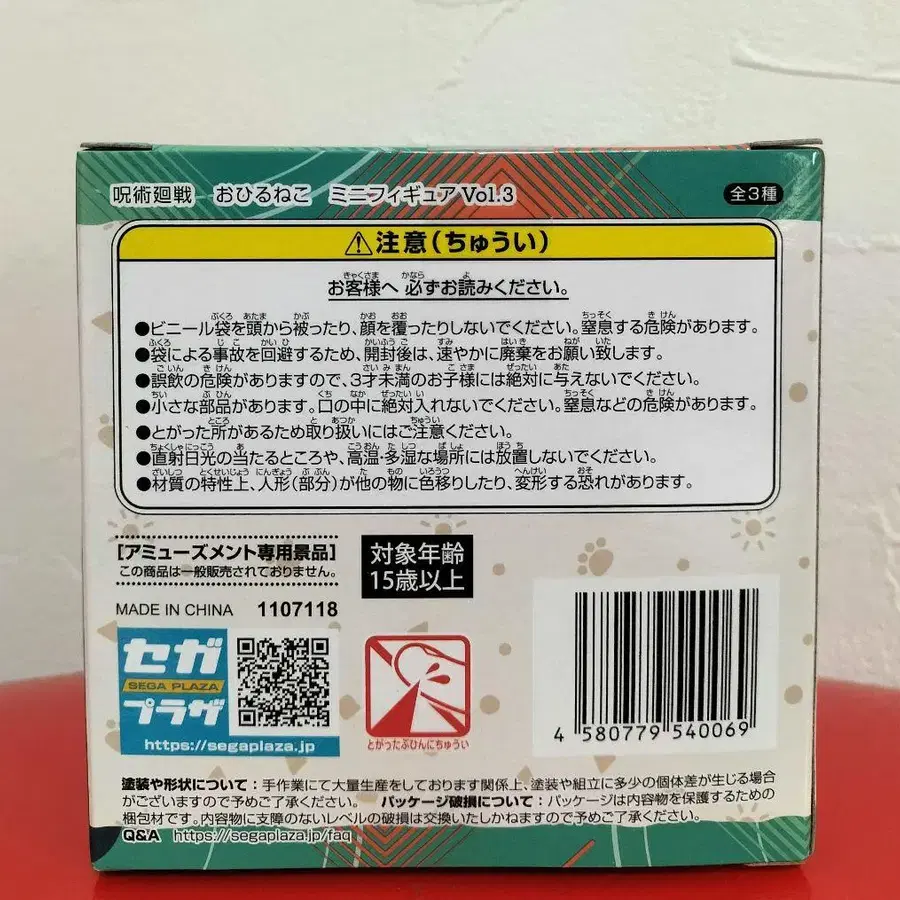 呪術廻戦 おひるねこ ミニフィギュア Vol.3 全3種
⚠注意(ちゅうい)
お客様へ 必ずお読みください。
●ビニール袋を頭から被ったり、顔を覆ったりしないでください。窒息する危険があります。
●袋による事故を回避するため、開封後は、速やかに廃棄をお願い致します。
●誤飲の危険がありますので、3才未満のお子様には絶対に与えないでください。
●小さな部品があります。口の中に絶対入れないでください。窒息などの危険があります。
●とがった所があるため取り扱いにはご注意ください。
●直射日光の当たるところや、高温・多湿な場所には放置しないでください。
●材質の特性上、人形(部分)が他の物に色移りしたり、変形する恐れがあります。
[アミューズメント専用景品]
この商品は一般販売されておりません。
対象年齢
15歳以上
MADE IN CHINA 1107118
セガ
SEGA PLAZA
プラザ
https://segaplaza.jp
とがったぶひんにちゅうい
4 580779 540069
塗装や形状について:手作業にて大量生産をしております関係上、塗装や組立に多少の個体差が生じる場合
がございますので予めご了承ください。 パッケージ破損について:パッケージは内容物を保護するための
梱包材です。内容物に支障のないレベルの破損は交換いたしかねますので予めご了承ください。
Q&A https://segaplaza.jp/faq